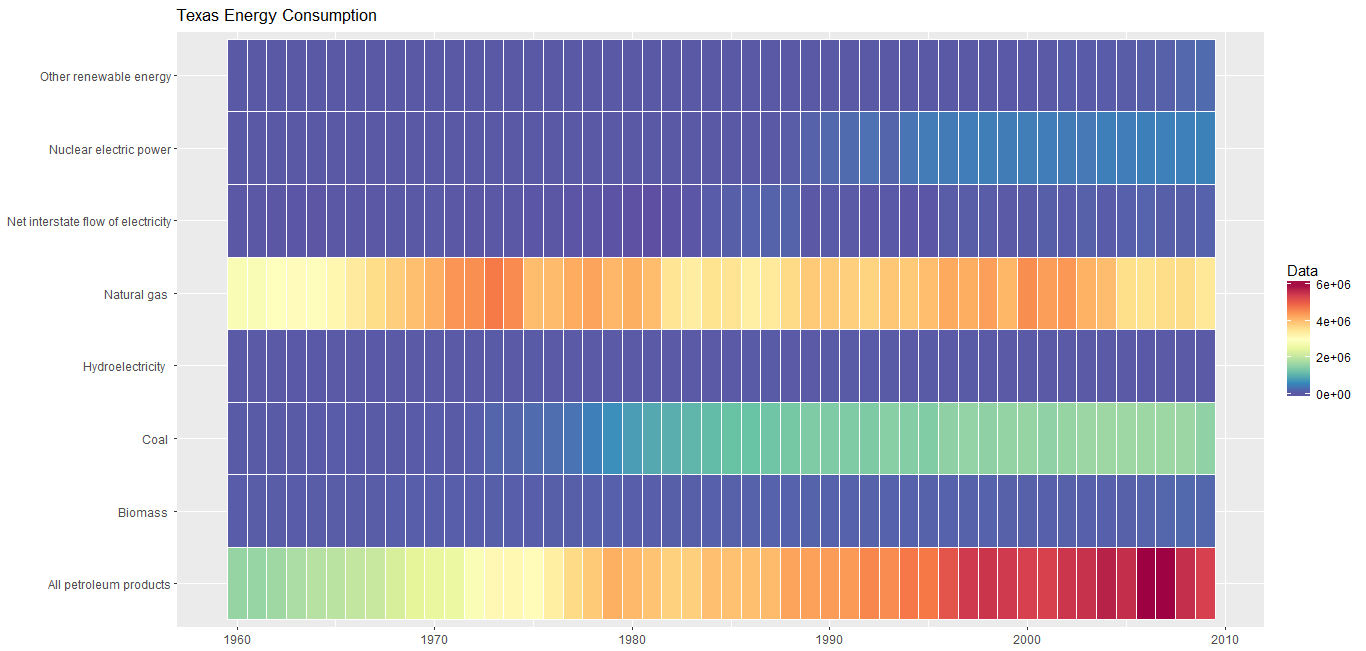 Texas Energy Consumption
Other renewable energy
Nuclear electric power
Net interstate flow of electricity
Natural gas
Hydroelectricity
Coal
Biomass
All petroleum products
1960 1970 1980 1990 2000 2010
Data
6e+06
4e+06
2e+06
0e+00